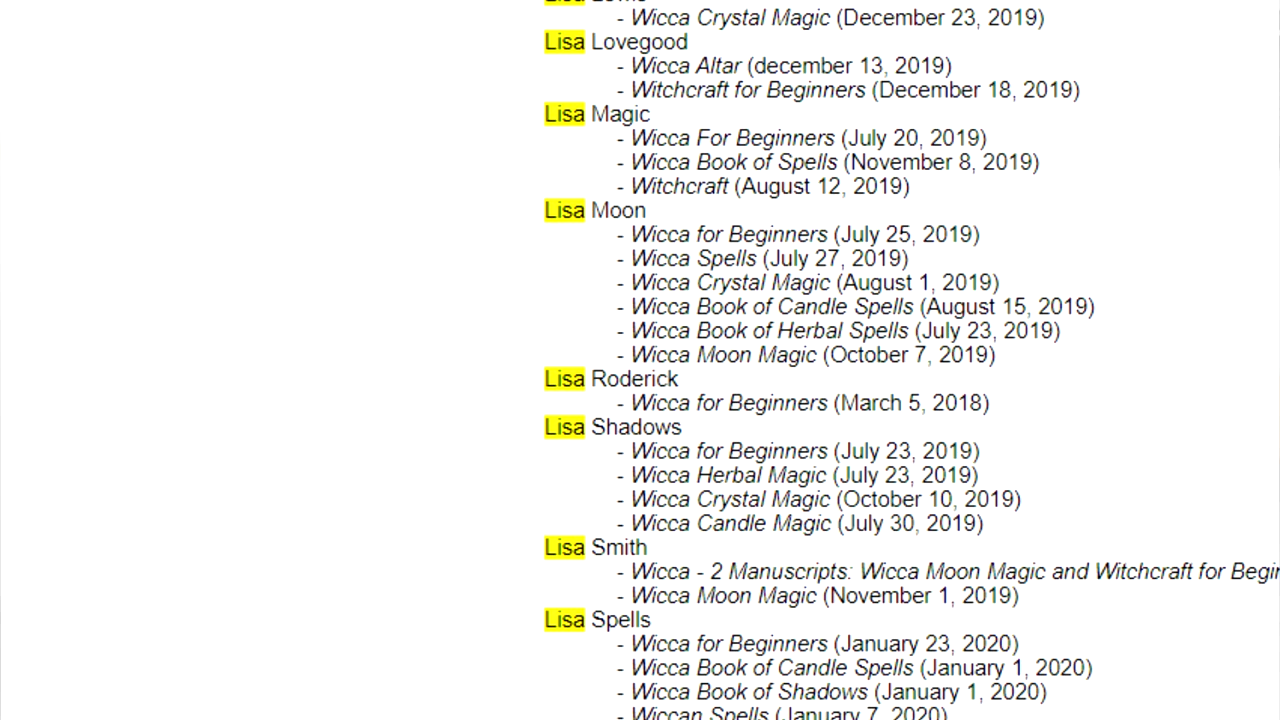 Lisa
- Wicca Crystal Magic (December 23, 2019)
Lisa Lovegood
- Wicca Altar (december 13, 2019)
- Witchcraft for Beginners (December 18, 2019)
Lisa Magic
- Wicca For Beginners (July 20, 2019)
- Wicca Book of Spells (November 8, 2019)
- Witchcraft (August 12, 2019)
Lisa Moon
- Wicca for Beginners (July 25, 2019)
- Wicca Spells (July 27, 2019)
- Wicca Crystal Magic (August 1, 2019)
- Wicca Book of Candle Spells (August 15, 2019)
- Wicca Book of Herbal Spells (July 23, 2019)
- Wicca Moon Magic (October 7, 2019)
Lisa Roderick
- Wicca for Beginners (March 5, 2018)
Lisa Shadows
- Wicca for Beginners (July 23, 2019)
- Wicca Herbal Magic (July 23, 2019)
- Wicca Crystal Magic (October 10, 2019)
- Wicca Candle Magic (July 30, 2019)
Lisa Smith
- Wicca - 2 Manuscripts: Wicca Moon Magic and Witchcraft for Begin
- Wicca Moon Magic (November 1, 2019)
Lisa Spells
- Wicca for Beginners (January 23, 2020)
- Wicca Book of Candle Spells (January 1, 2020)
- Wicca Book of Shadows (January 1, 2020)
- Wiccan Spells (January 7, 2020)